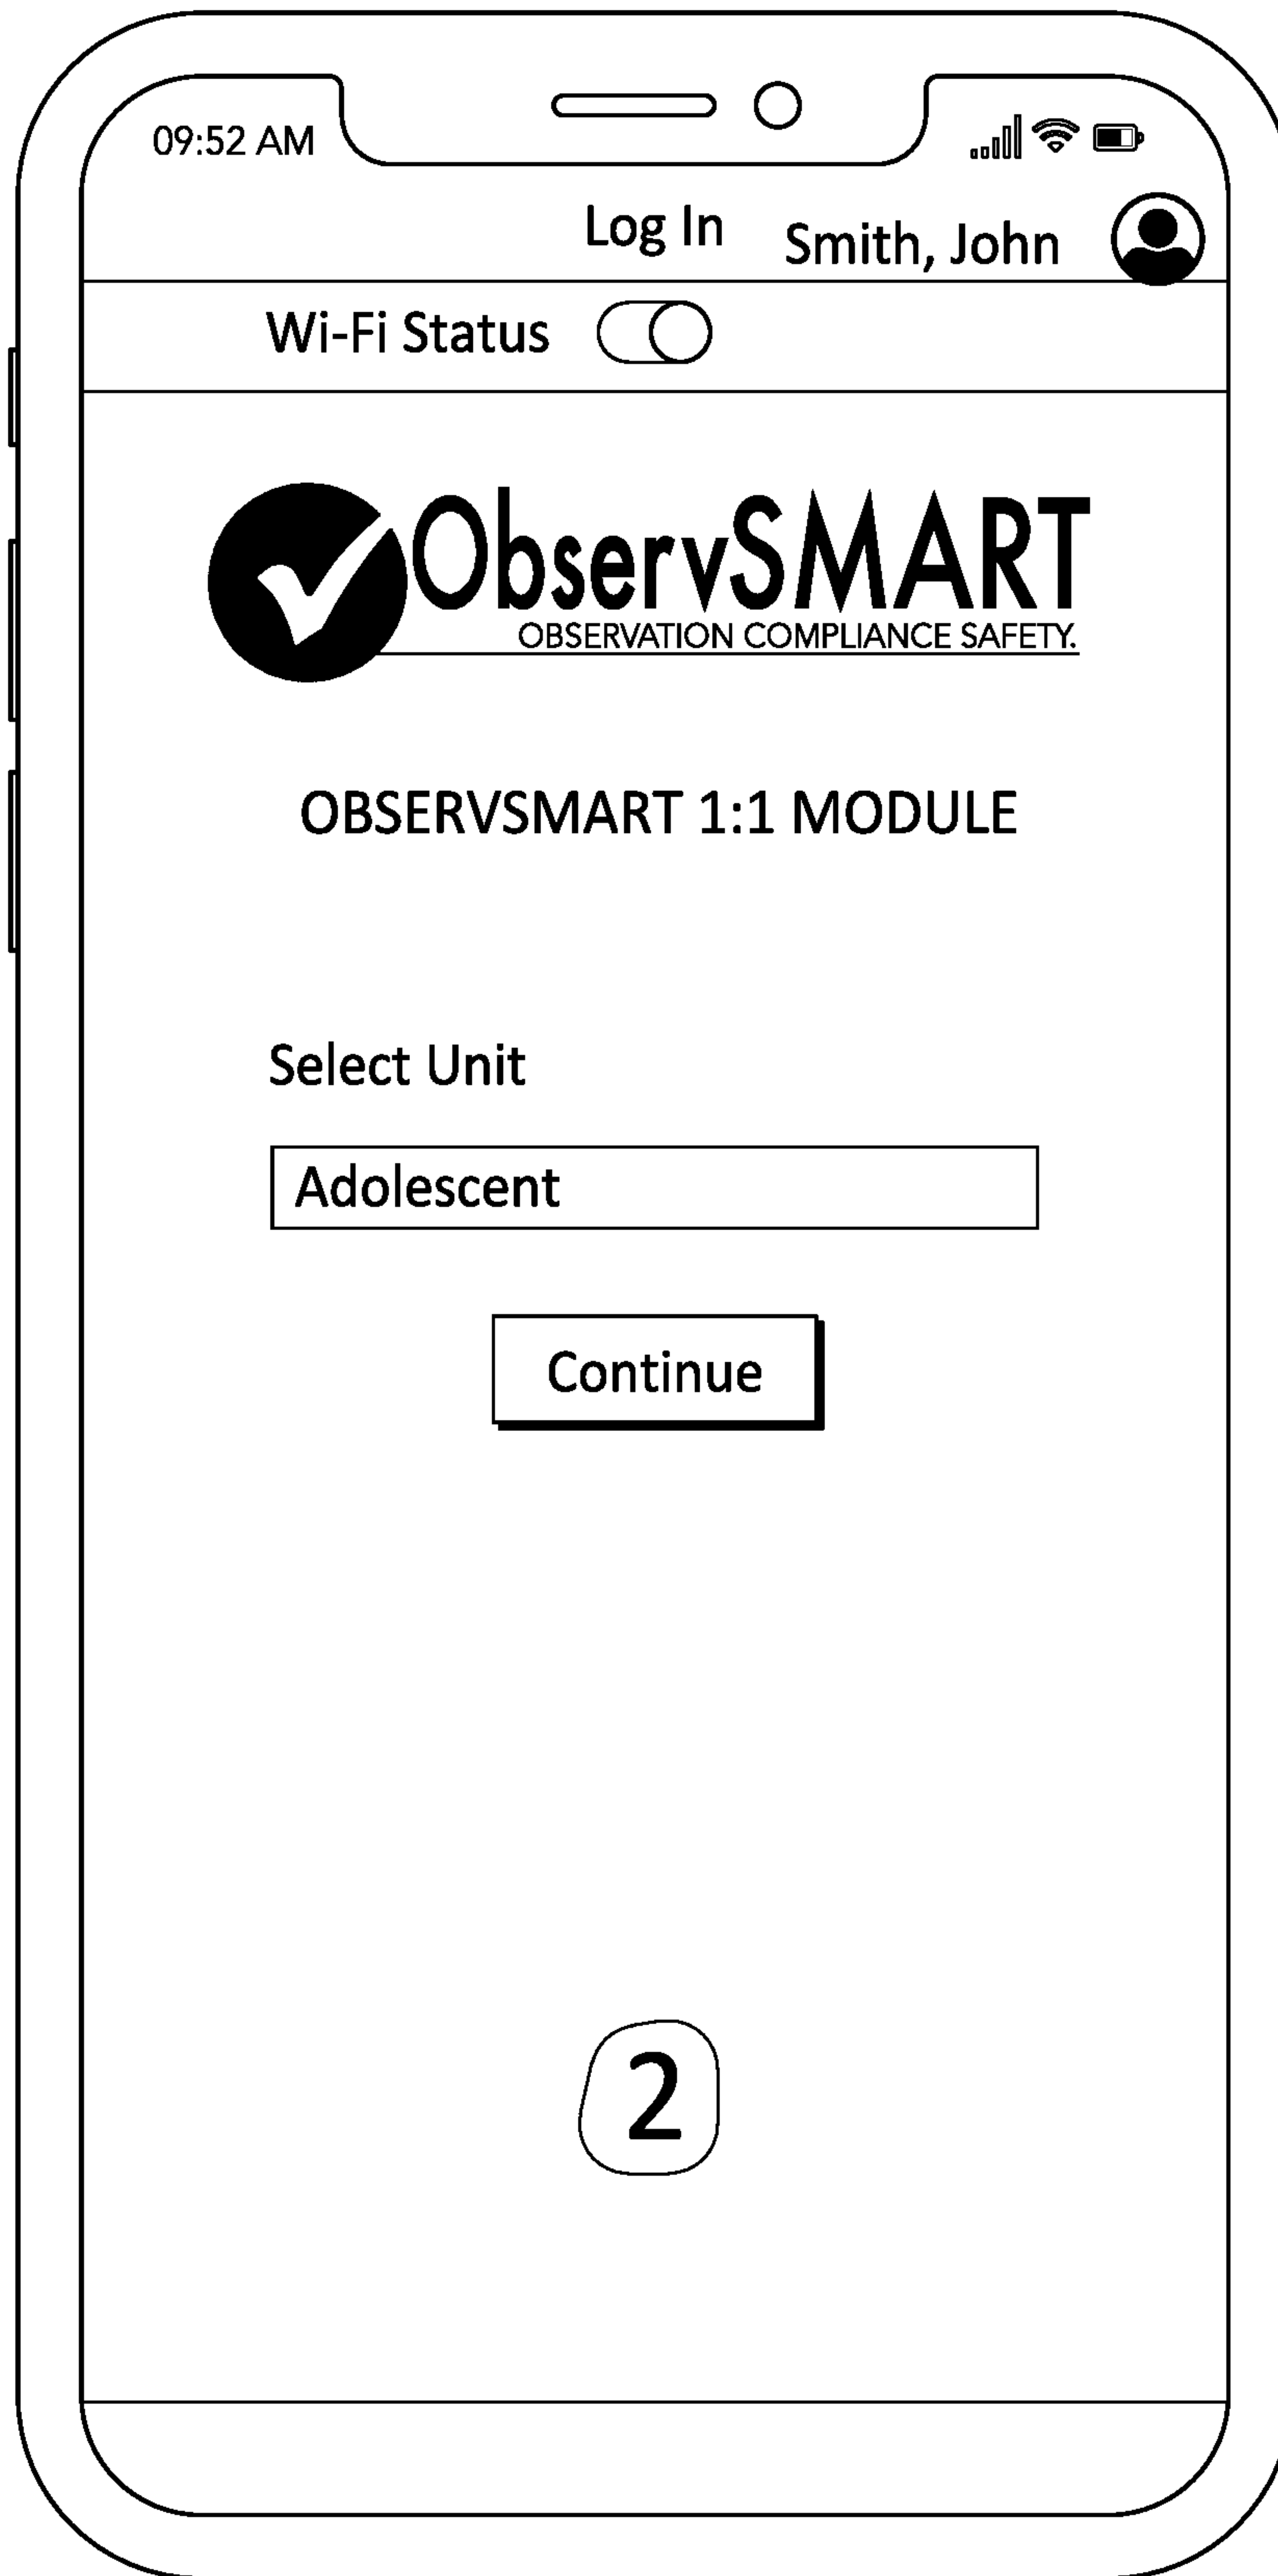 09:52 AM
Log In
Smith, John
Wi-Fi Status
ObservSMART
OBSERVATION COMPLIANCE SAFETY.
OBSERVSMART 1:1 MODULE
Select Unit
Adolescent
Continue
2